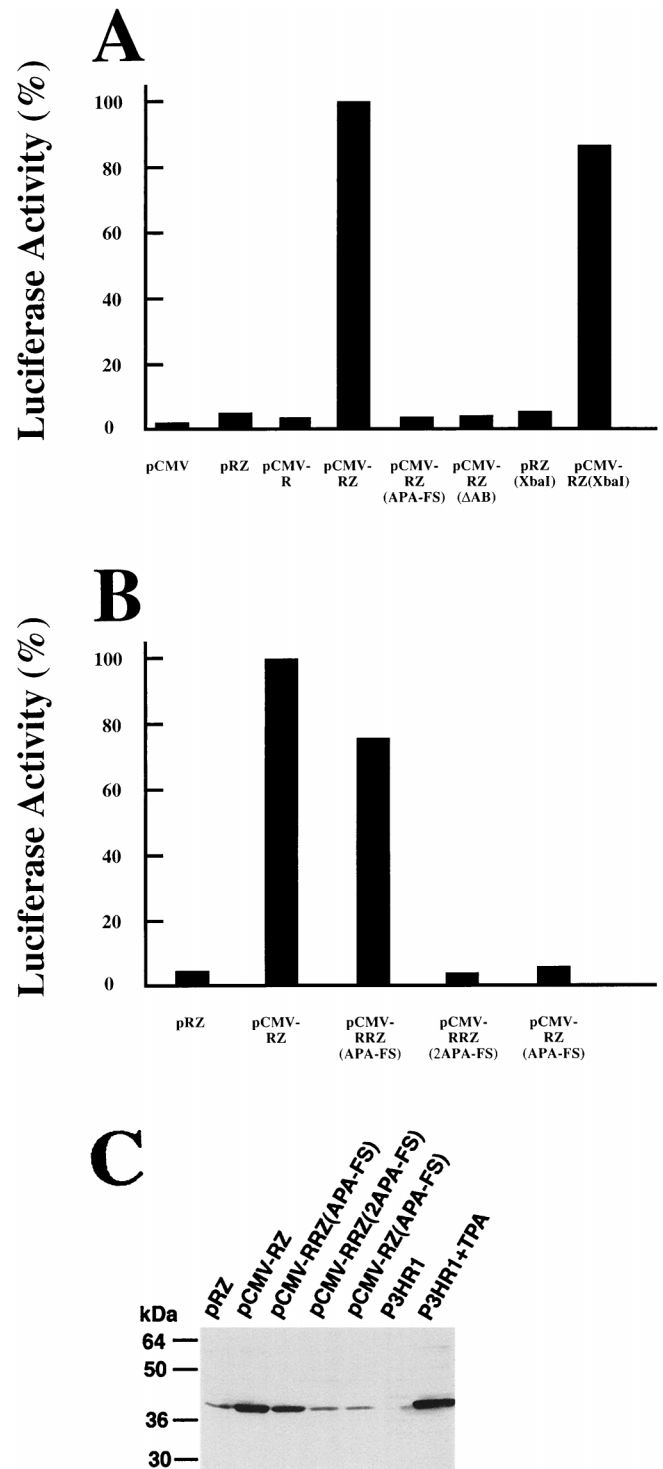 A
Luciferase Activity (%)
100
80
60
40
20
0
pCMV
pRZ
pCMV-
R
pCMV-
RZ
pCMV-
RZ
(APA-FS)
pCMV-
RZ
(ΔAB)
pRZ
(XbaI)
pCMV-
RZ(XbaI)
B
Luciferase Activity (%)
100
80
60
40
20
0
pRZ
pCMV-
RZ
pCMV-
RRZ
(APA-FS)
pCMV-
RRZ
(2APA-FS)
pCMV-
RZ
(APA-FS)
C
pRZ
pCMV-RZ
pCMV-RRZ(APA-FS)
pCMV-RRZ(2APA-FS)
pCMV-RZ(APA-FS)
P3HR1
P3HR1+TPA
kDa
64
50
36
30